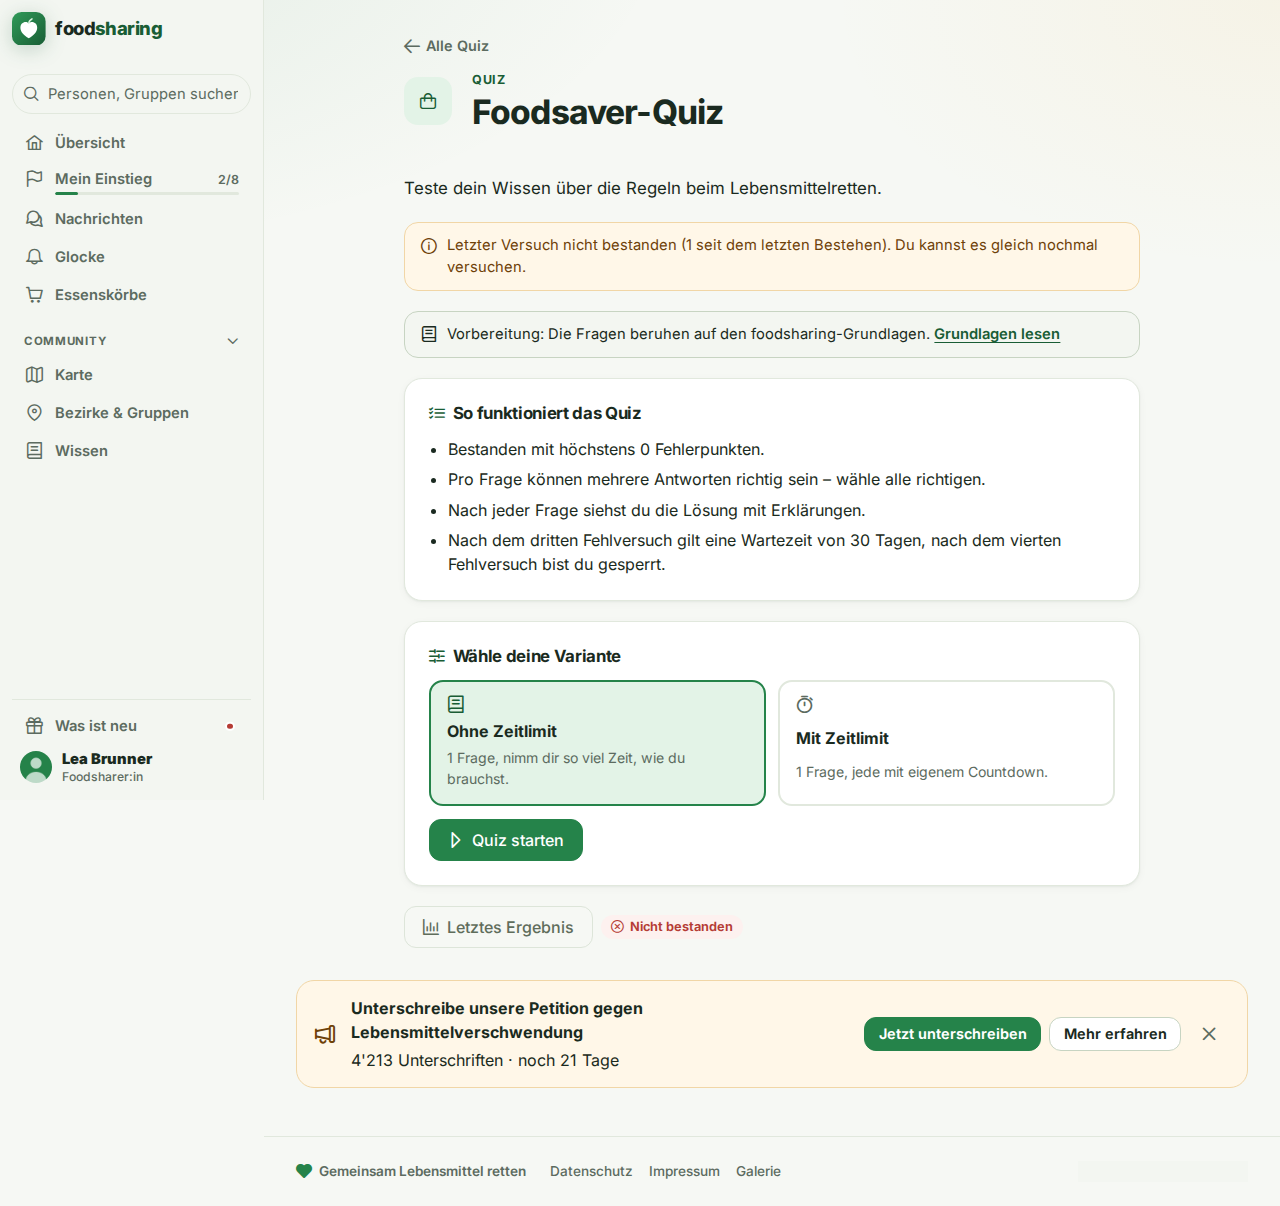 foodsharing
Personen, Gruppen sucher
Übersicht
Mein Einstieg 2/8
Nachrichten
Glocke
Essenskörbe
COMMUNITY
Karte
Bezirke & Gruppen
Wissen
Was ist neu
Lea Brunner
Foodsharer:in
Alle Quiz
QUIZ
Foodsaver-Quiz
Teste dein Wissen über die Regeln beim Lebensmittelretten.
Letzter Versuch nicht bestanden (1 seit dem letzten Bestehen). Du kannst es gleich nochmal
versuchen.
Vorbereitung: Die Fragen beruhen auf den foodsharing-Grundlagen. Grundlagen lesen
So funktioniert das Quiz
• Bestanden mit höchstens 0 Fehlerpunkten.
• Pro Frage können mehrere Antworten richtig sein – wähle alle richtigen.
• Nach jeder Frage siehst du die Lösung mit Erklärungen.
• Nach dem dritten Fehlversuch gilt eine Wartezeit von 30 Tagen, nach dem vierten
Fehlversuch bist du gesperrt.
Wähle deine Variante
Ohne Zeitlimit
1 Frage, nimm dir so viel Zeit, wie du
brauchst.
Mit Zeitlimit
1 Frage, jede mit eigenem Countdown.
Quiz starten
Letztes Ergebnis
Nicht bestanden
Unterschreibe unsere Petition gegen
Lebensmittelverschwendung
4'213 Unterschriften · noch 21 Tage
Jetzt unterschreiben
Mehr erfahren
Gemeinsam Lebensmittel retten
Datenschutz
Impressum
Galerie